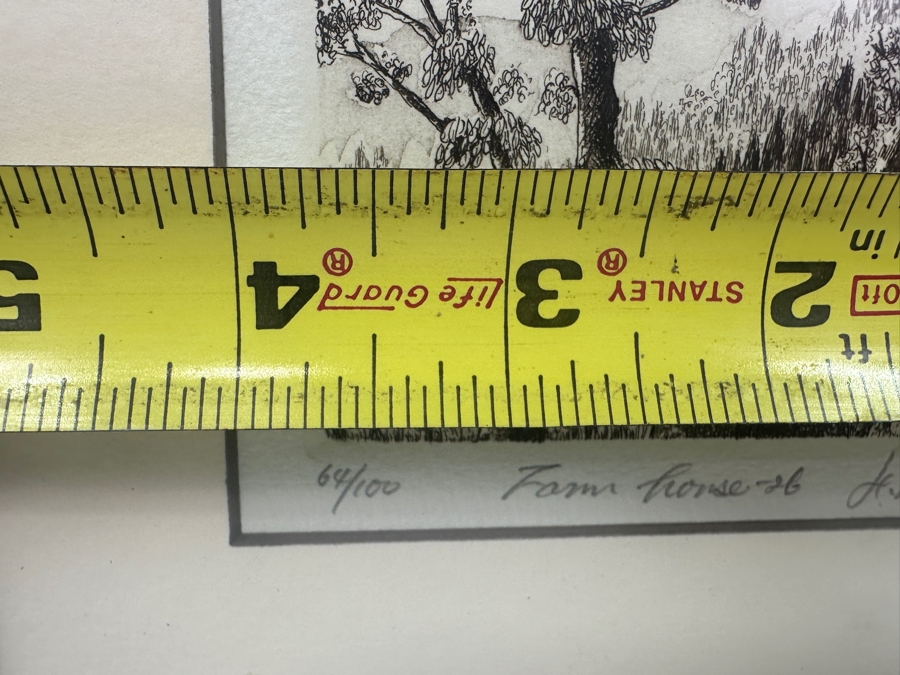 in
5 4 Life Guard® 3 STANLEY® 2
ft
64/100 Farm house-26 H.